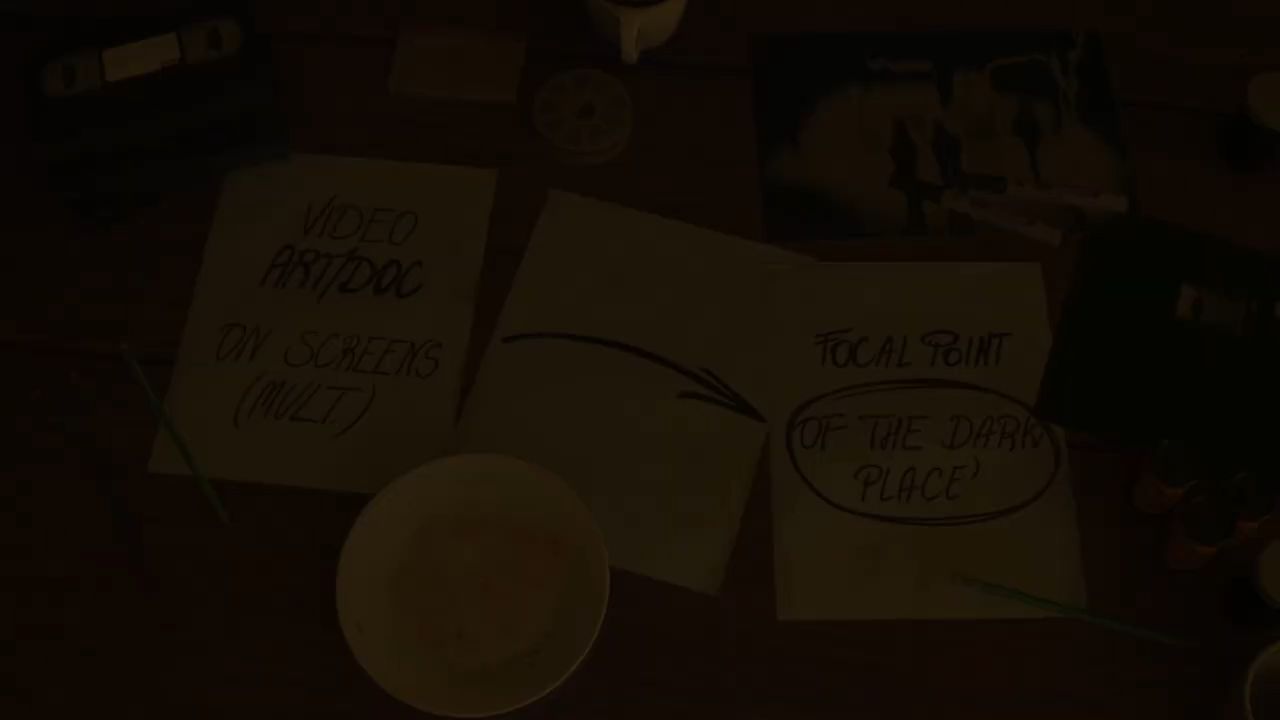 VIDEO
ART/DOC
ON SCREENS
(MULT)
FOCAL POINT
OF THE DARK
PLACE'